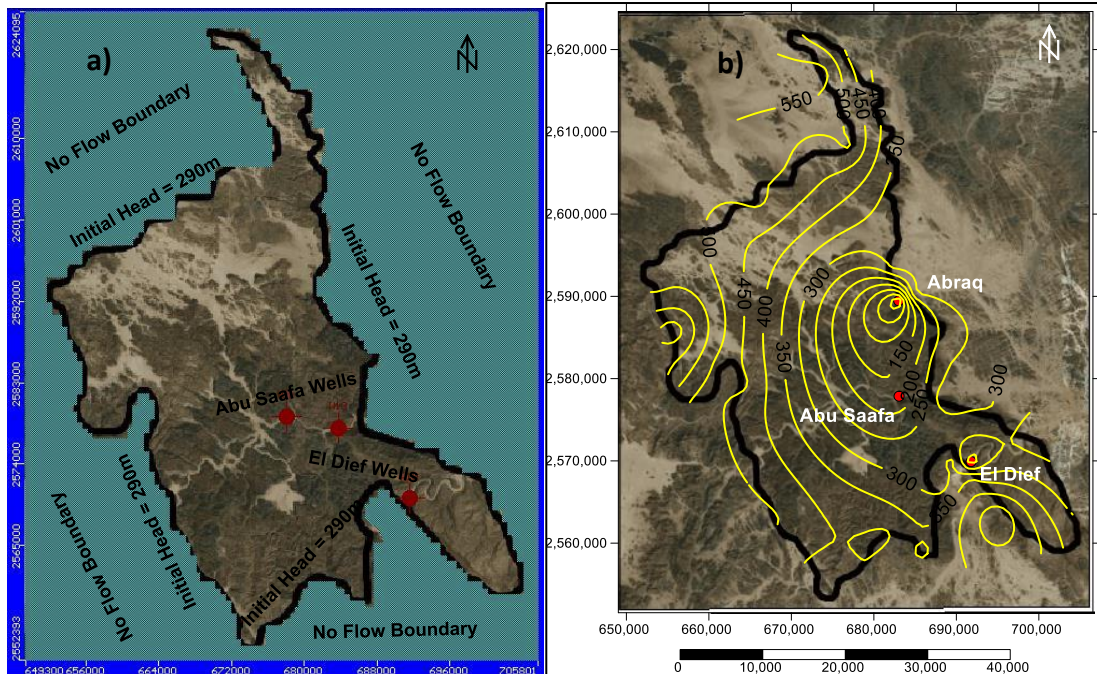 a)
N
No Flow Boundary
Initial Head = 290m
No Flow Boundary
Initial Head = 290m
Abu Saafa Wells
El Dief Wells
Initial Head = 290m
No Flow Boundary
Initial Head = 290m
No Flow Boundary
2624095
2610000
2601000
2592000
2583000
2574000
2565000
2552393
649300
656000
664000
672000
680000
688000
696000
705801
b)
N
2,620,000
2,610,000
2,600,000
2,590,000
2,580,000
2,570,000
2,560,000
550
500
450
300
Abraq
450
400
350
150
300
200
250
Abu Saafa
El Dief
300
650,000
660,000
670,000
680,000
690,000
700,000
0
10,000
20,000
30,000
40,000